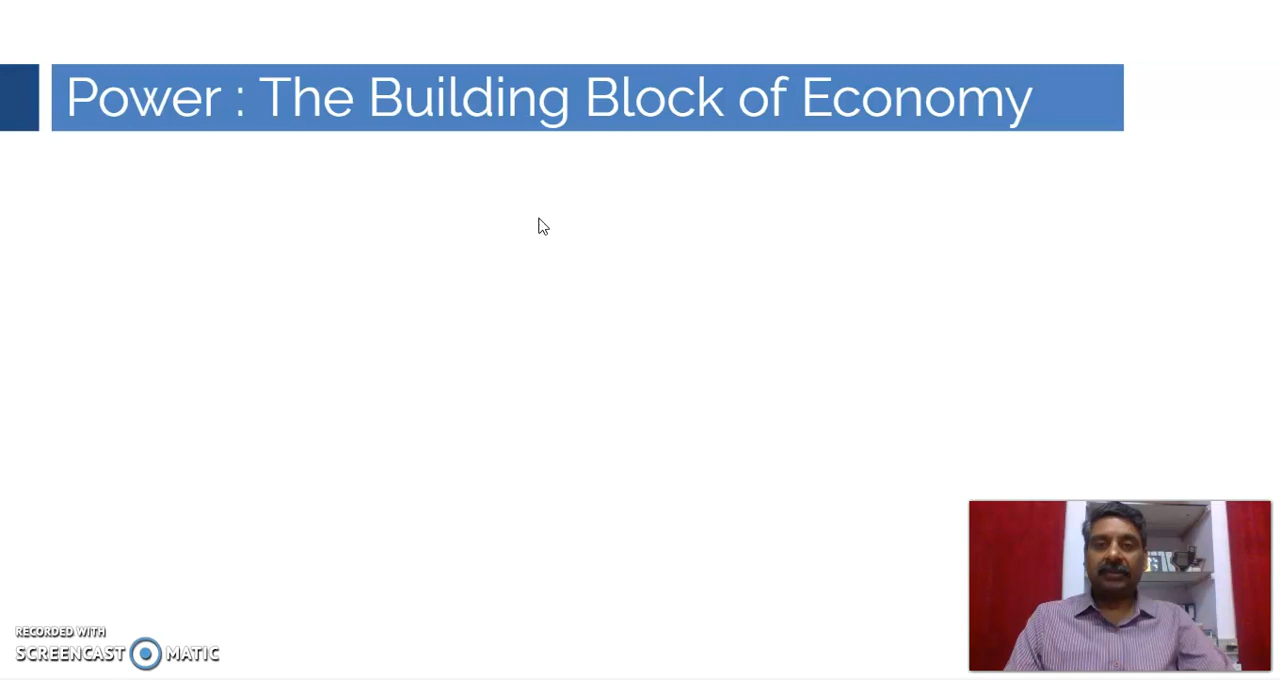 Power : The Building Block of Economy
RECORDED WITH
SCREENCAST MATIC